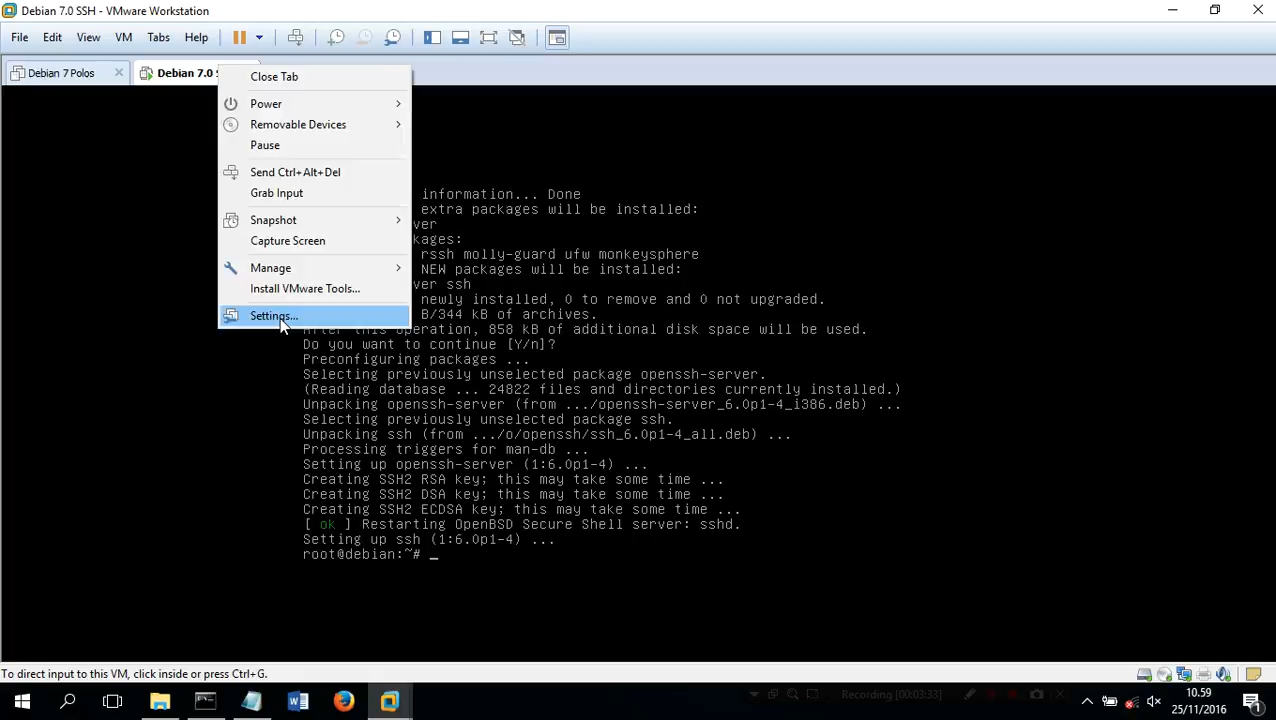 Debian 7.0 SSH - VMware Workstation
File Edit View VM Tabs Help
Debian 7 Polos
Debian 7.0 S
Close Tab
Power
Removable Devices
Pause
Send Ctrl+Alt+Del
Grab Input
Snapshot
Capture Screen
Manage
Install VMware Tools...
Settings...
information... Done
extra packages will be installed:
ver
kages:
rssh molly-guard ufw monkeysphere
NEW packages will be installed:
ver ssh
newly installed, 0 to remove and 0 not upgraded.
B/344 kB of archives.
After this operation, 858 kB of additional disk space will be used.
Do you want to continue [Y/n]?
Preconfiguring packages ...
Selecting previously unselected package openssh-server.
(Reading database ... 24822 files and directories currently installed.)
Unpacking openssh-server (from .../openssh-server_6.0p1-4_i386.deb) ...
Selecting previously unselected package ssh.
Unpacking ssh (from .../o/openssh/ssh_6.0p1-4_all.deb) ...
Processing triggers for man-db ...
Setting up openssh-server (1:6.0p1-4) ...
Creating SSH2 RSA key; this may take some time ...
Creating SSH2 DSA key; this may take some time ...
Creating SSH2 ECDSA key; this may take some time ...
[ ok ] Restarting OpenBSD Secure Shell server: sshd.
Setting up ssh (1:6.0p1-4) ...
root@debian:~# _
To direct input to this VM, click inside or press Ctrl+G.
Recording [00:03:33]
10.59
25/11/2016
1